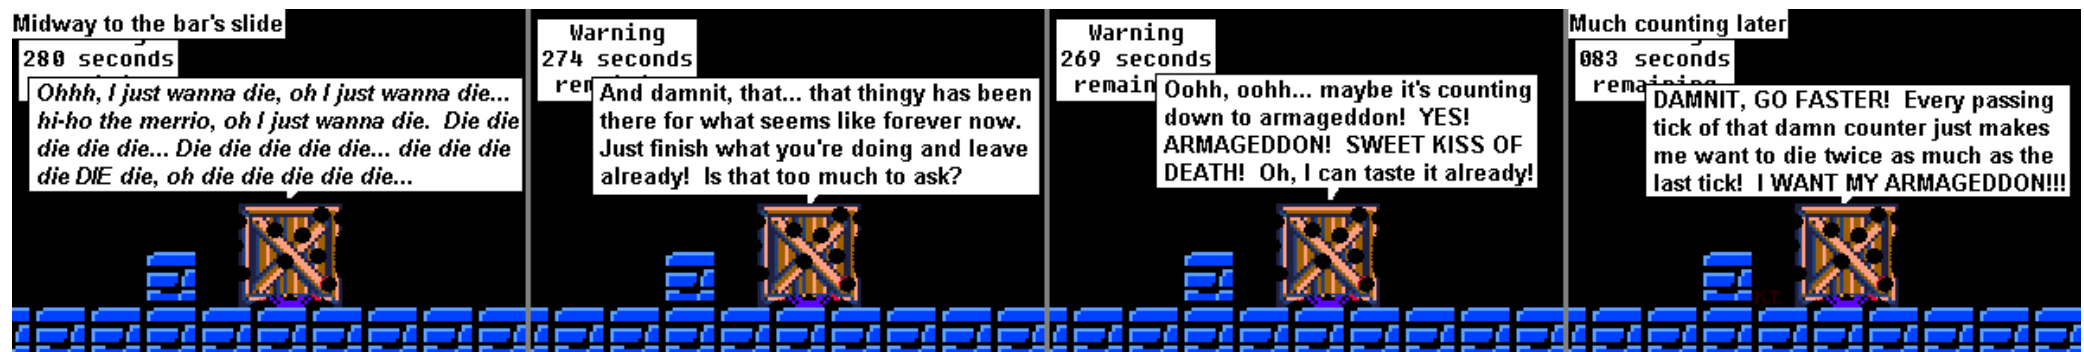 Midway to the bar's slide
280 seconds
Ohhh, I just wanna die, oh I just wanna die...
hi-ho the merrio, oh I just wanna die.  Die die
die die die... Die die die die die... die die die
die DIE die, oh die die die die die...
Warning
274 seconds
And damnit, that... that thingy has been
there for what seems like forever now.
Just finish what you're doing and leave
already!  Is that too much to ask?
Warning
269 seconds
remain
Oohh, oohh... maybe it's counting
down to armageddon!  YES!
ARMAGEDDON!  SWEET KISS OF
DEATH!  Oh, I can taste it already!
Much counting later
083 seconds
remaining
DAMNIT, GO FASTER!  Every passing
tick of that damn counter just makes
me want to die twice as much as the
last tick!  I WANT MY ARMAGEDDON!!!